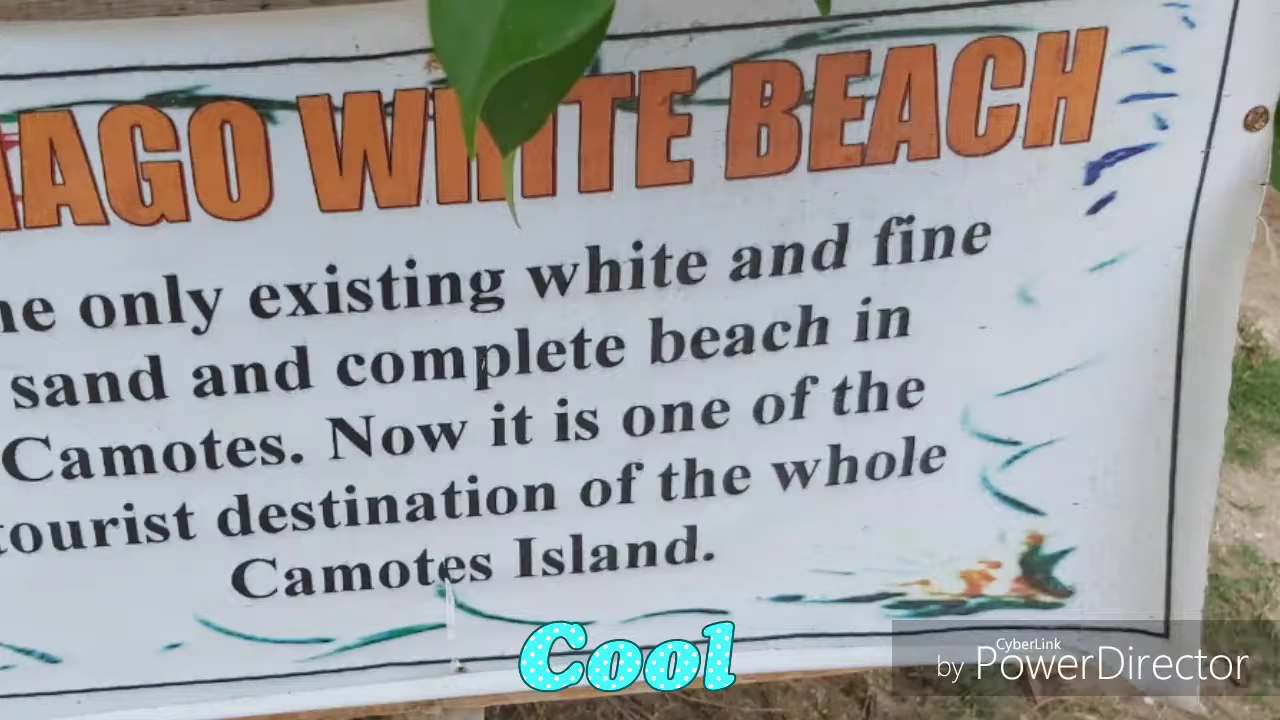 AGO WHITE BEACH
only existing white and fine
sand and complete beach in
Camotes. Now it is one of the
tourist destination of the whole
Camotes Island.
Cool
CyberLink
by PowerDirector